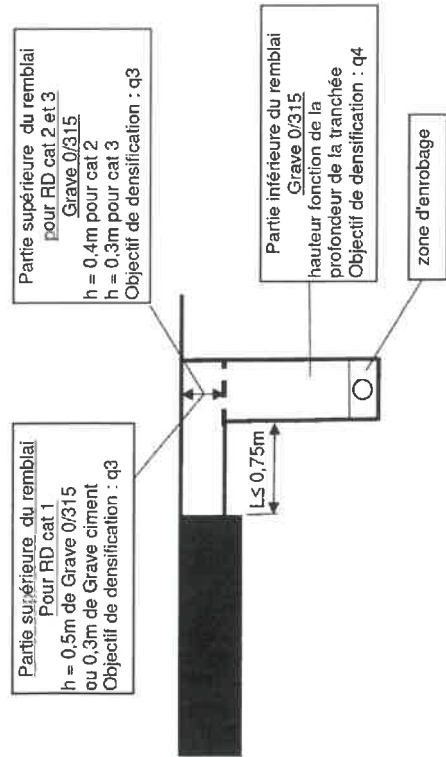 Partie supérieure du remblai
Pour RD cat 1
h = 0,5m de Grave 0/315
ou 0,3m de Grave ciment
Objectif de densification : q3
Partie supérieure du remblai
pour RD cat 2 et 3
Grave 0/315
h = 0,4m pour cat 2
h = 0,3m pour cat 3
Objectif de densification : q3
L≤ 0,75m
Partie inférieure du remblai
Grave 0/315
hauteur fonction de la
profondeur de la tranchée
Objectif de densification : q4
zone d'enrobage